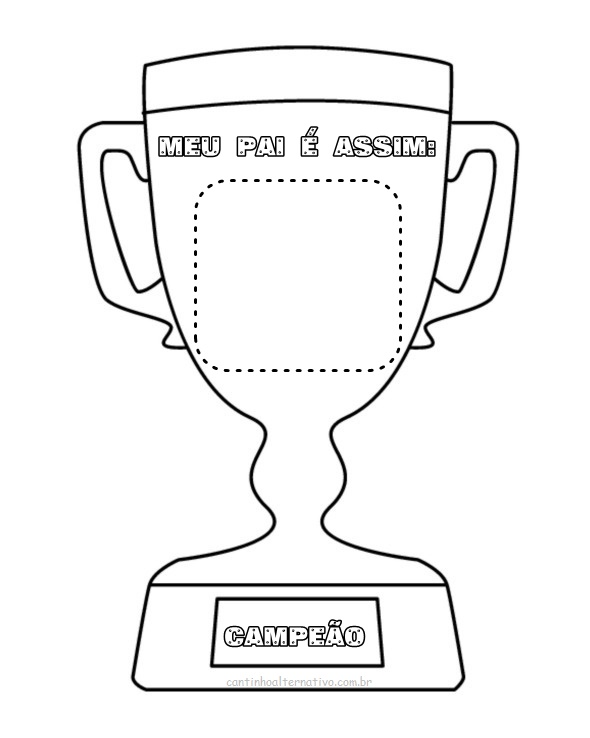 MEU PAI É ASSIM:
CAMPEÃO
cantinhoalternativo.com.br